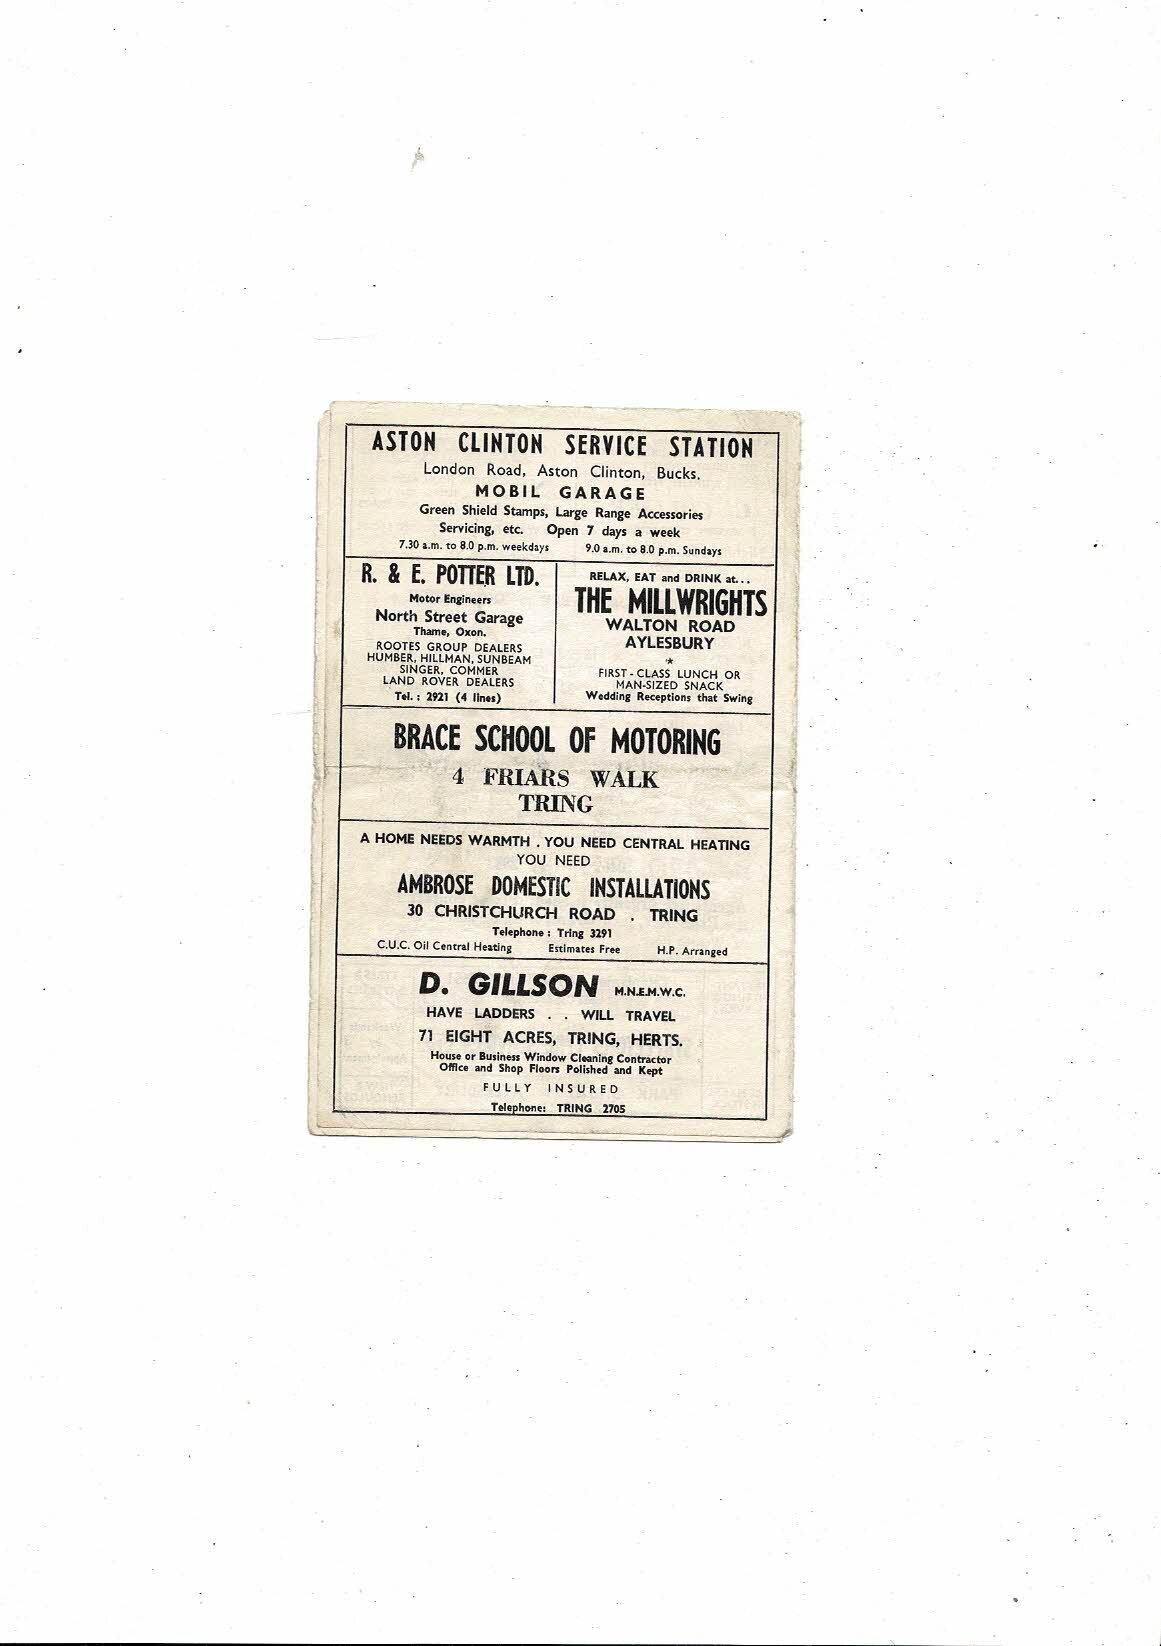 ASTON CLINTON SERVICE STATION
London Road, Aston Clinton, Bucks.
MOBIL GARAGE
Green Shield Stamps, Large Range Accessories
Servicing, etc. Open 7 days a week
7.30 a.m. to 8.0 p.m. weekdays 9.0 a.m. to 8.0 p.m. Sundays
R. & E. POTTER LTD.
Motor Engineers
North Street Garage
Thame, Oxon.
ROOTES GROUP DEALERS
HUMBER, HILLMAN, SUNBEAM
SINGER, COMMER
LAND ROVER DEALERS
Tel. : 2921 (4 lines)
RELAX, EAT and DRINK at...
THE MILLWRIGHTS
WALTON ROAD
AYLESBURY
*
FIRST - CLASS LUNCH OR
MAN-SIZED SNACK
Wedding Receptions that Swing
BRACE SCHOOL OF MOTORING
4 FRIARS WALK
TRING
A HOME NEEDS WARMTH . YOU NEED CENTRAL HEATING
YOU NEED
AMBROSE DOMESTIC INSTALLATIONS
30 CHRISTCHURCH ROAD . TRING
Telephone : Tring 3291
C.U.C. Oil Central Heating Estimates Free H.P. Arranged
D. GILLSON M.N.E.M.W.C.
HAVE LADDERS . . WILL TRAVEL
71 EIGHT ACRES, TRING, HERTS.
House or Business Window Cleaning Contractor
Office and Shop Floors Polished and Kept
FULLY INSURED
Telephone: TRING 2705